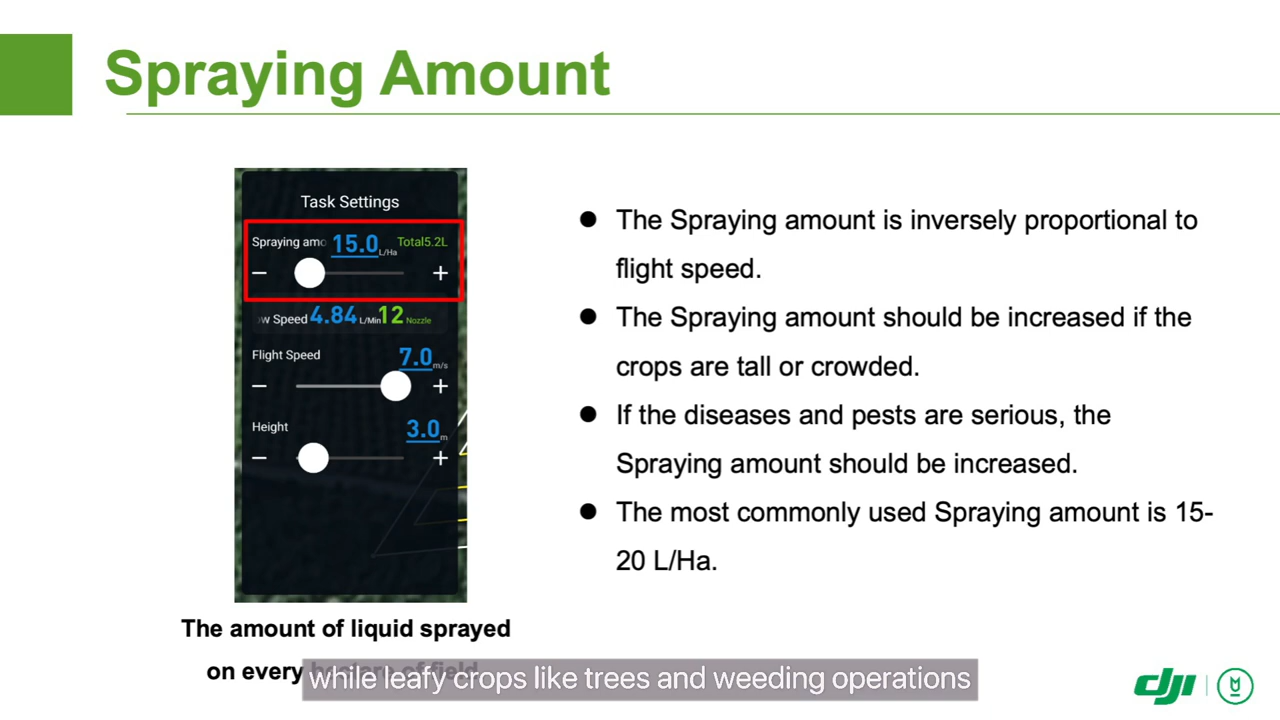 Spraying Amount
Task Settings
Spraying amo 15.0 L/Ha Total5.2L
− +
w Speed 4.84 L/Min 12 Nozzle
Flight Speed 7.0 m/s
− +
Height 3.0 m
− +
The amount of liquid sprayed
on every hectare of field
● The Spraying amount is inversely proportional to
flight speed.
● The Spraying amount should be increased if the
crops are tall or crowded.
● If the diseases and pests are serious, the
Spraying amount should be increased.
● The most commonly used Spraying amount is 15-
20 L/Ha.
while leafy crops like trees and weeding operations
dji